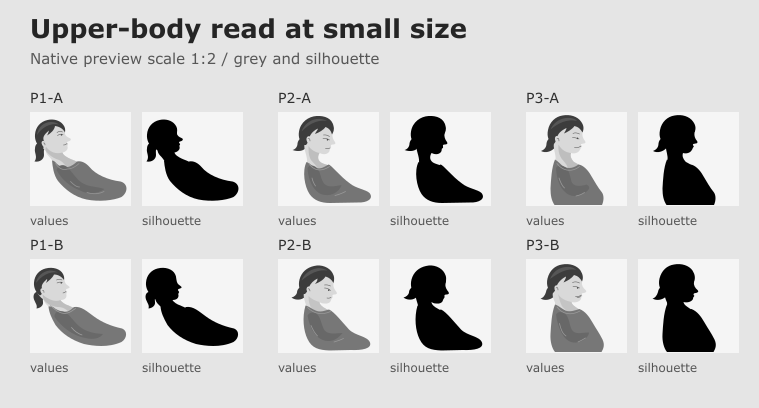 Upper-body read at small size
Native preview scale 1:2 / grey and silhouette
P1-A P2-A P3-A
values silhouette values silhouette values silhouette
P1-B P2-B P3-B
values silhouette values silhouette values silhouette